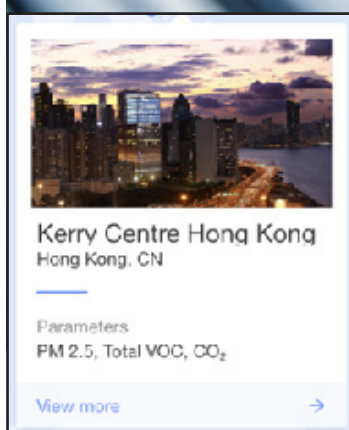 Kerry Centre Hong Kong
Hong Kong, CN
Parameters
PM 2.5, Total VOC, CO₂
View more →